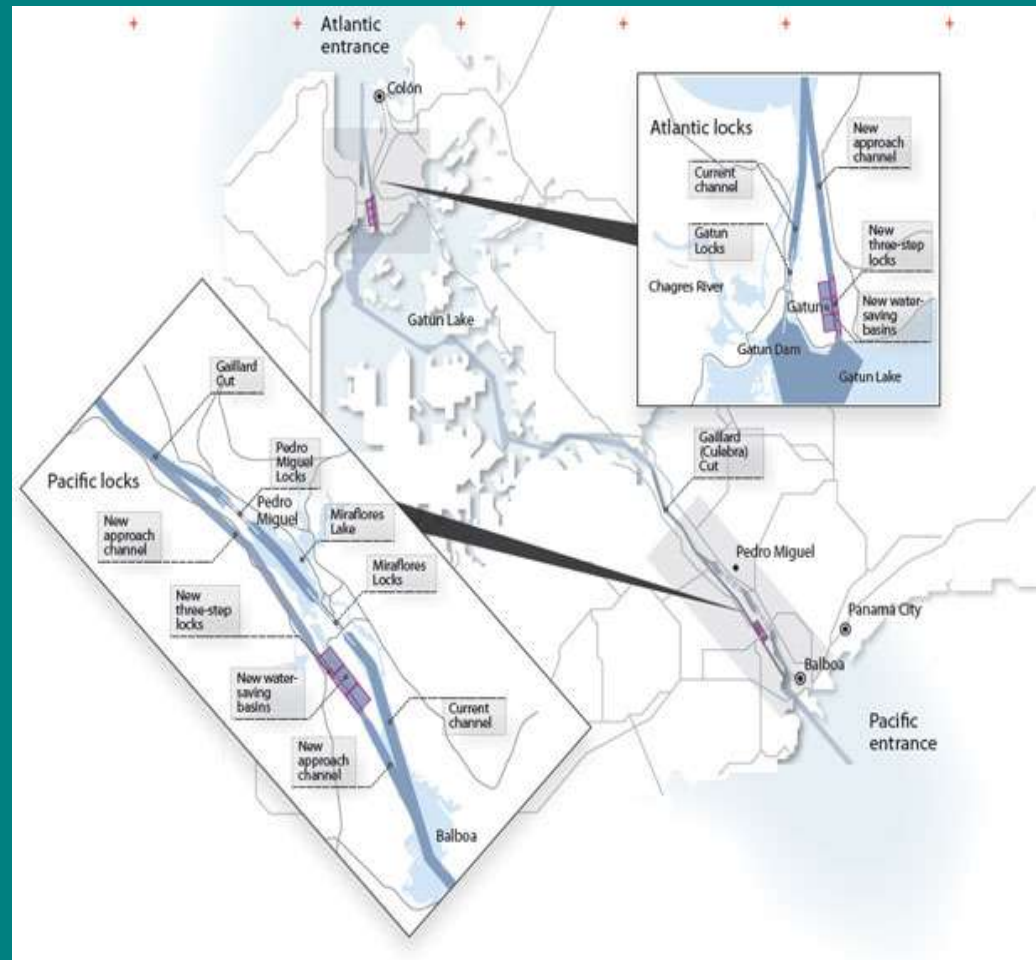 Atlantic
entrance
Colón
Atlantic locks
New
approach
channel
Current
channel
Gatun
Locks
New
three-step
locks
Chagres River
Gatun
New water-
saving
basins
Gatun Dam
Gatun Lake
Gatun Lake
Gaillard
Cut
Gaillard
(Culebra)
Cut
Pacific locks
Pedro
Miguel
Locks
Pedro
Miguel
Miraflores
Lake
New
approach
channel
Miraflores
Locks
New
three-step
locks
New water-
saving
basins
Current
channel
New
approach
channel
Balboa
Pedro Miguel
Panamá City
Balboa
Pacific
entrance